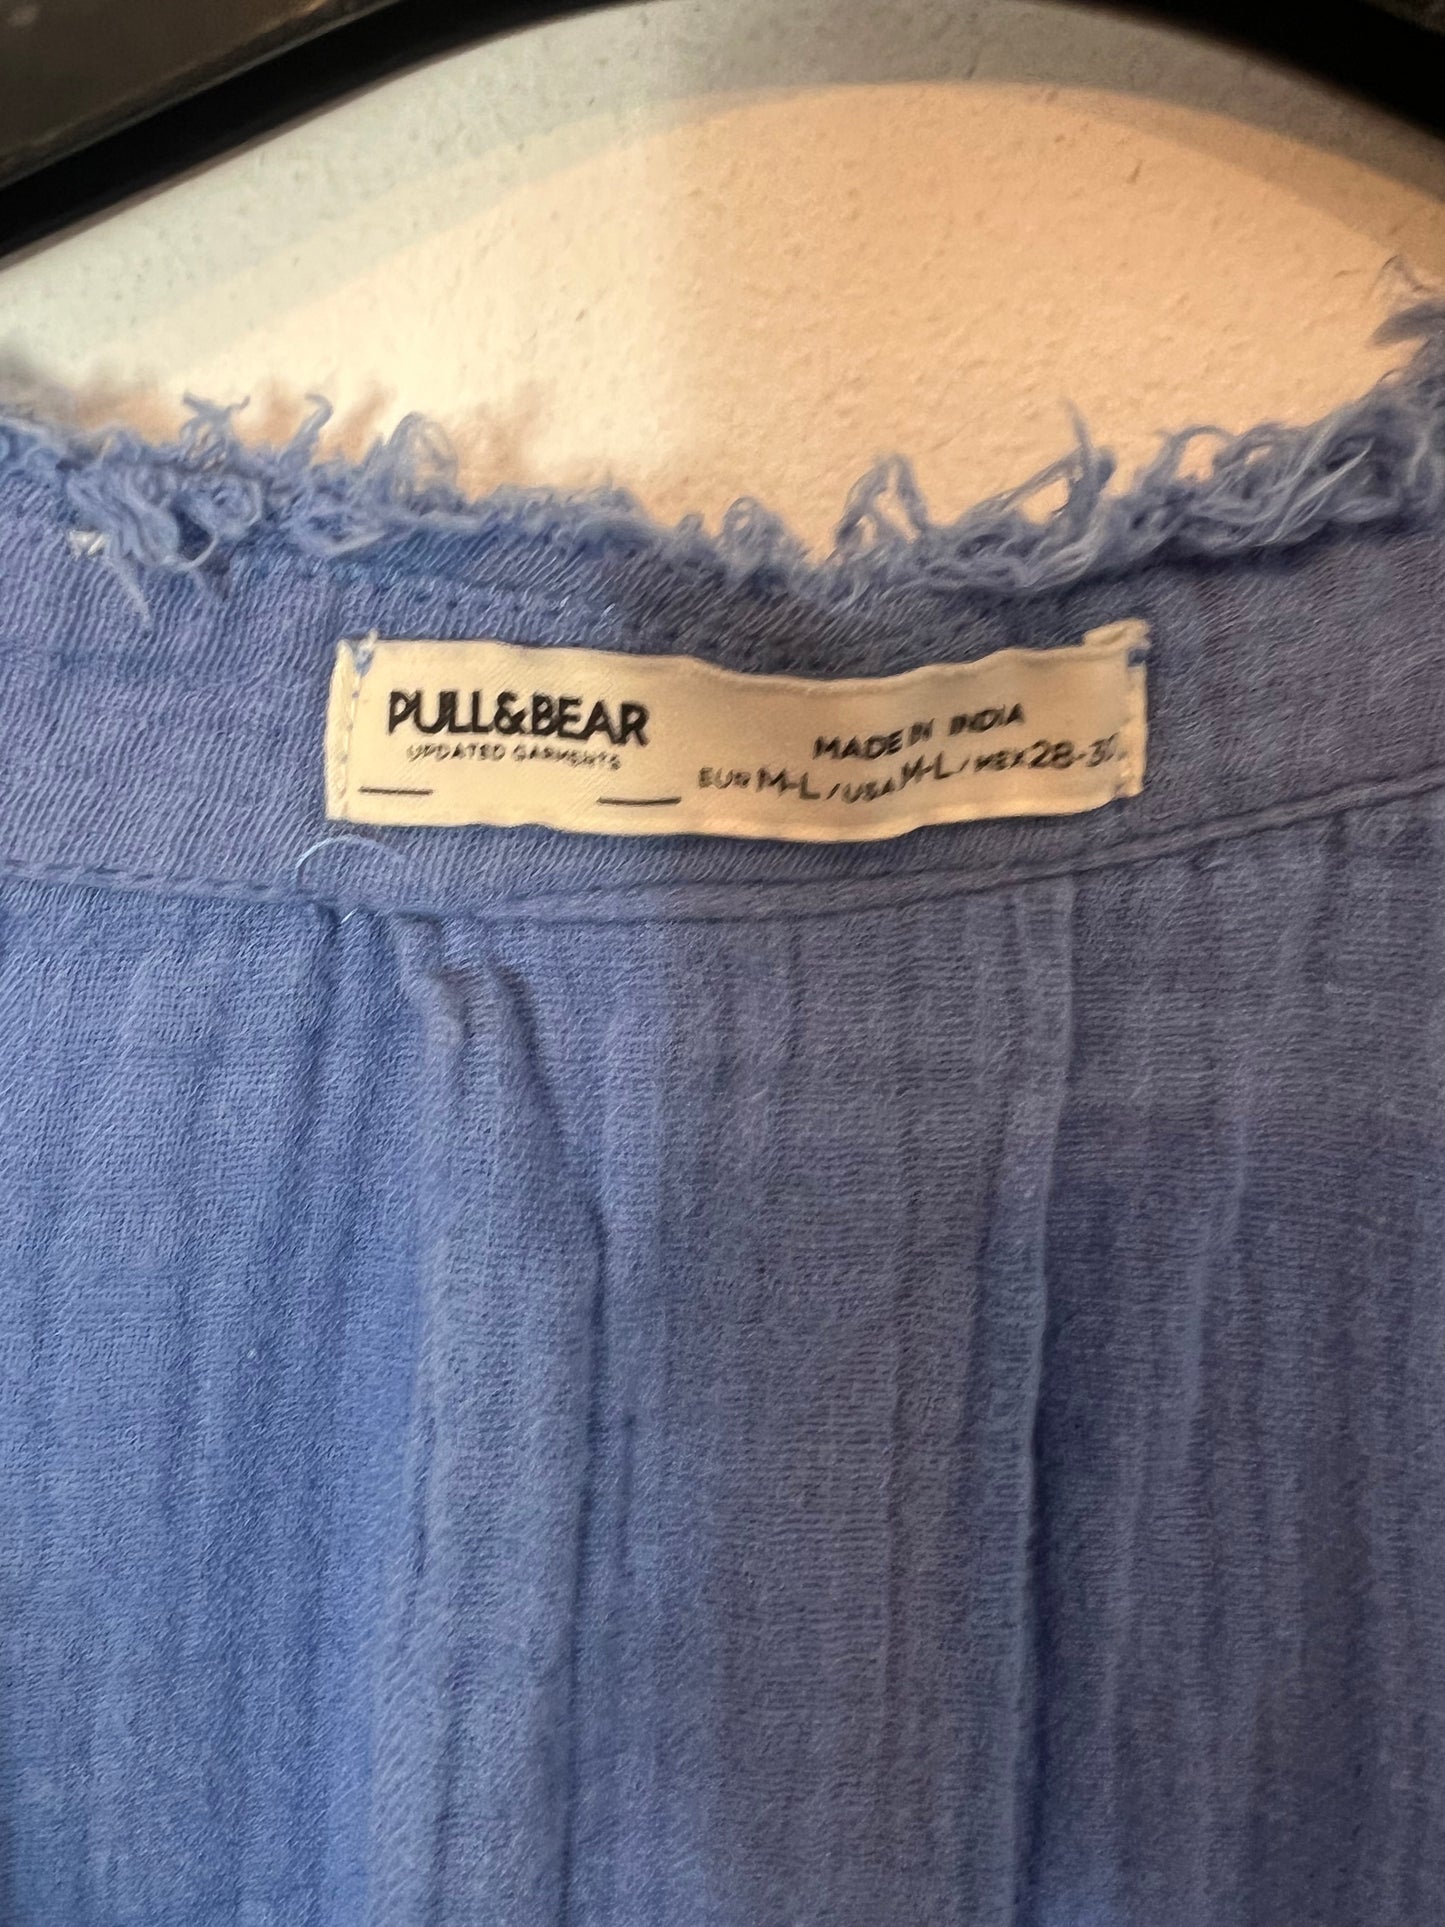 PULL&BEAR
UPDATED GARMENTS
MADE IN INDIA
EUR M-L / USA M-L / MEX 28-30